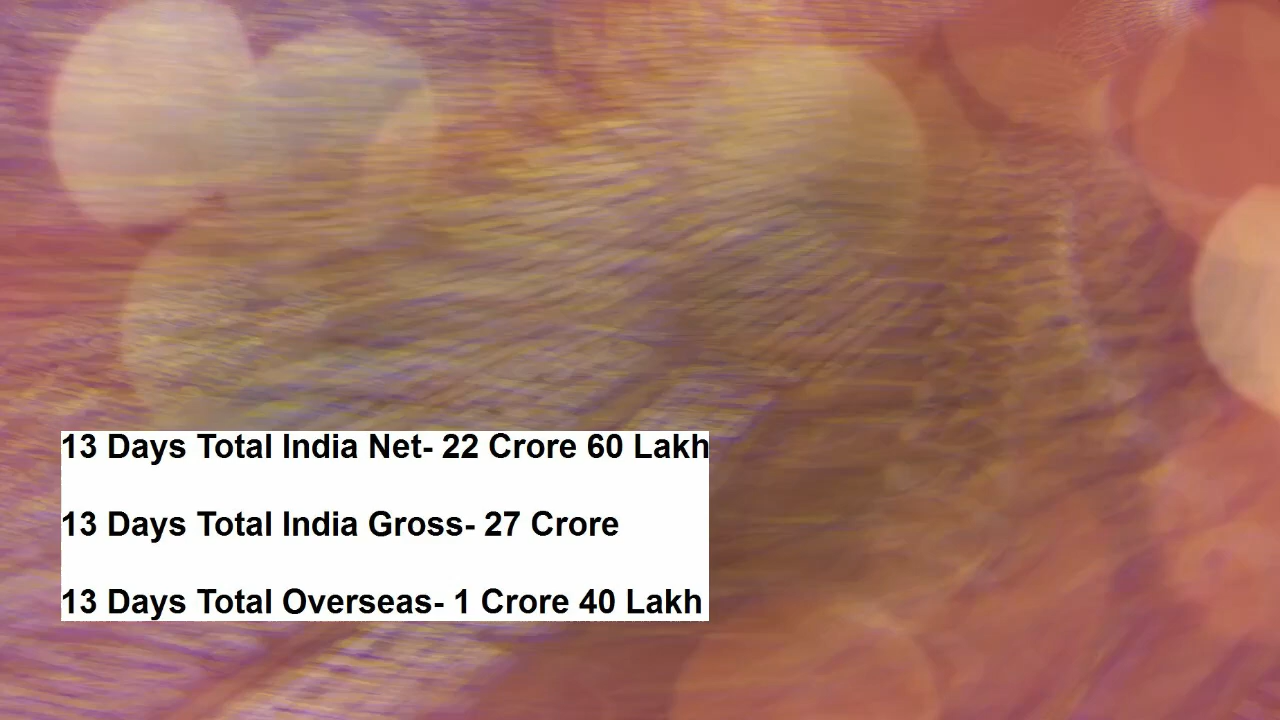 13 Days Total India Net- 22 Crore 60 Lakh
13 Days Total India Gross- 27 Crore
13 Days Total Overseas- 1 Crore 40 Lakh